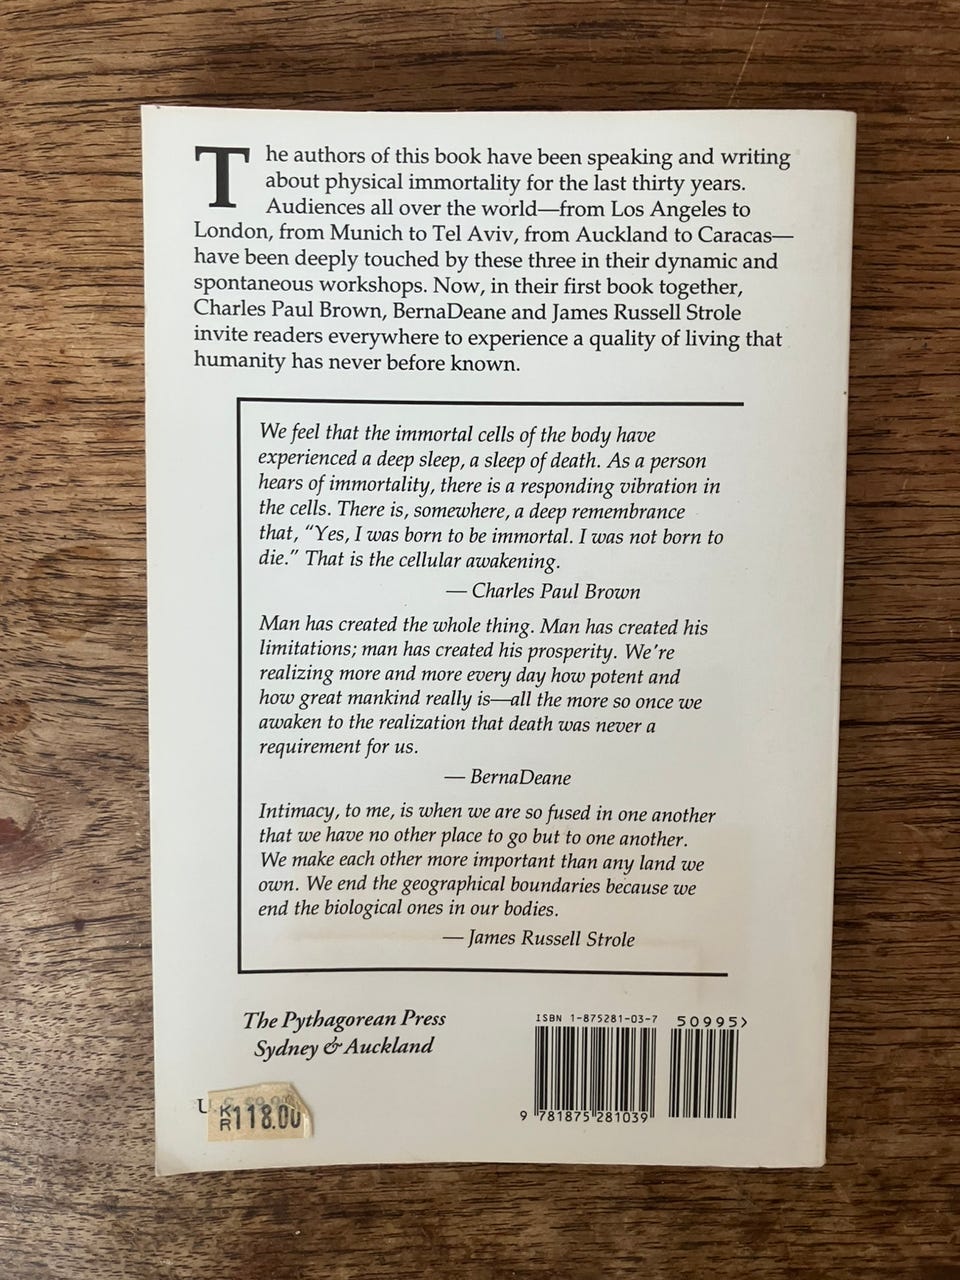 The authors of this book have been speaking and writing
about physical immortality for the last thirty years.
Audiences all over the world—from Los Angeles to
London, from Munich to Tel Aviv, from Auckland to Caracas—
have been deeply touched by these three in their dynamic and
spontaneous workshops. Now, in their first book together,
Charles Paul Brown, BernaDeane and James Russell Strole
invite readers everywhere to experience a quality of living that
humanity has never before known.
We feel that the immortal cells of the body have
experienced a deep sleep, a sleep of death. As a person
hears of immortality, there is a responding vibration in
the cells. There is, somewhere, a deep remembrance
that, “Yes, I was born to be immortal. I was not born to
die.” That is the cellular awakening.
— Charles Paul Brown
Man has created the whole thing. Man has created his
limitations; man has created his prosperity. We’re
realizing more and more every day how potent and
how great mankind really is—all the more so once we
awaken to the realization that death was never a
requirement for us.
— BernaDeane
Intimacy, to me, is when we are so fused in one another
that we have no other place to go but to one another.
We make each other more important than any land we
own. We end the geographical boundaries because we
end the biological ones in our bodies.
— James Russell Strole
The Pythagorean Press
Sydney & Auckland
ISBN 1-875281-03-7
50995>
9 781875 281039
KR 118.00